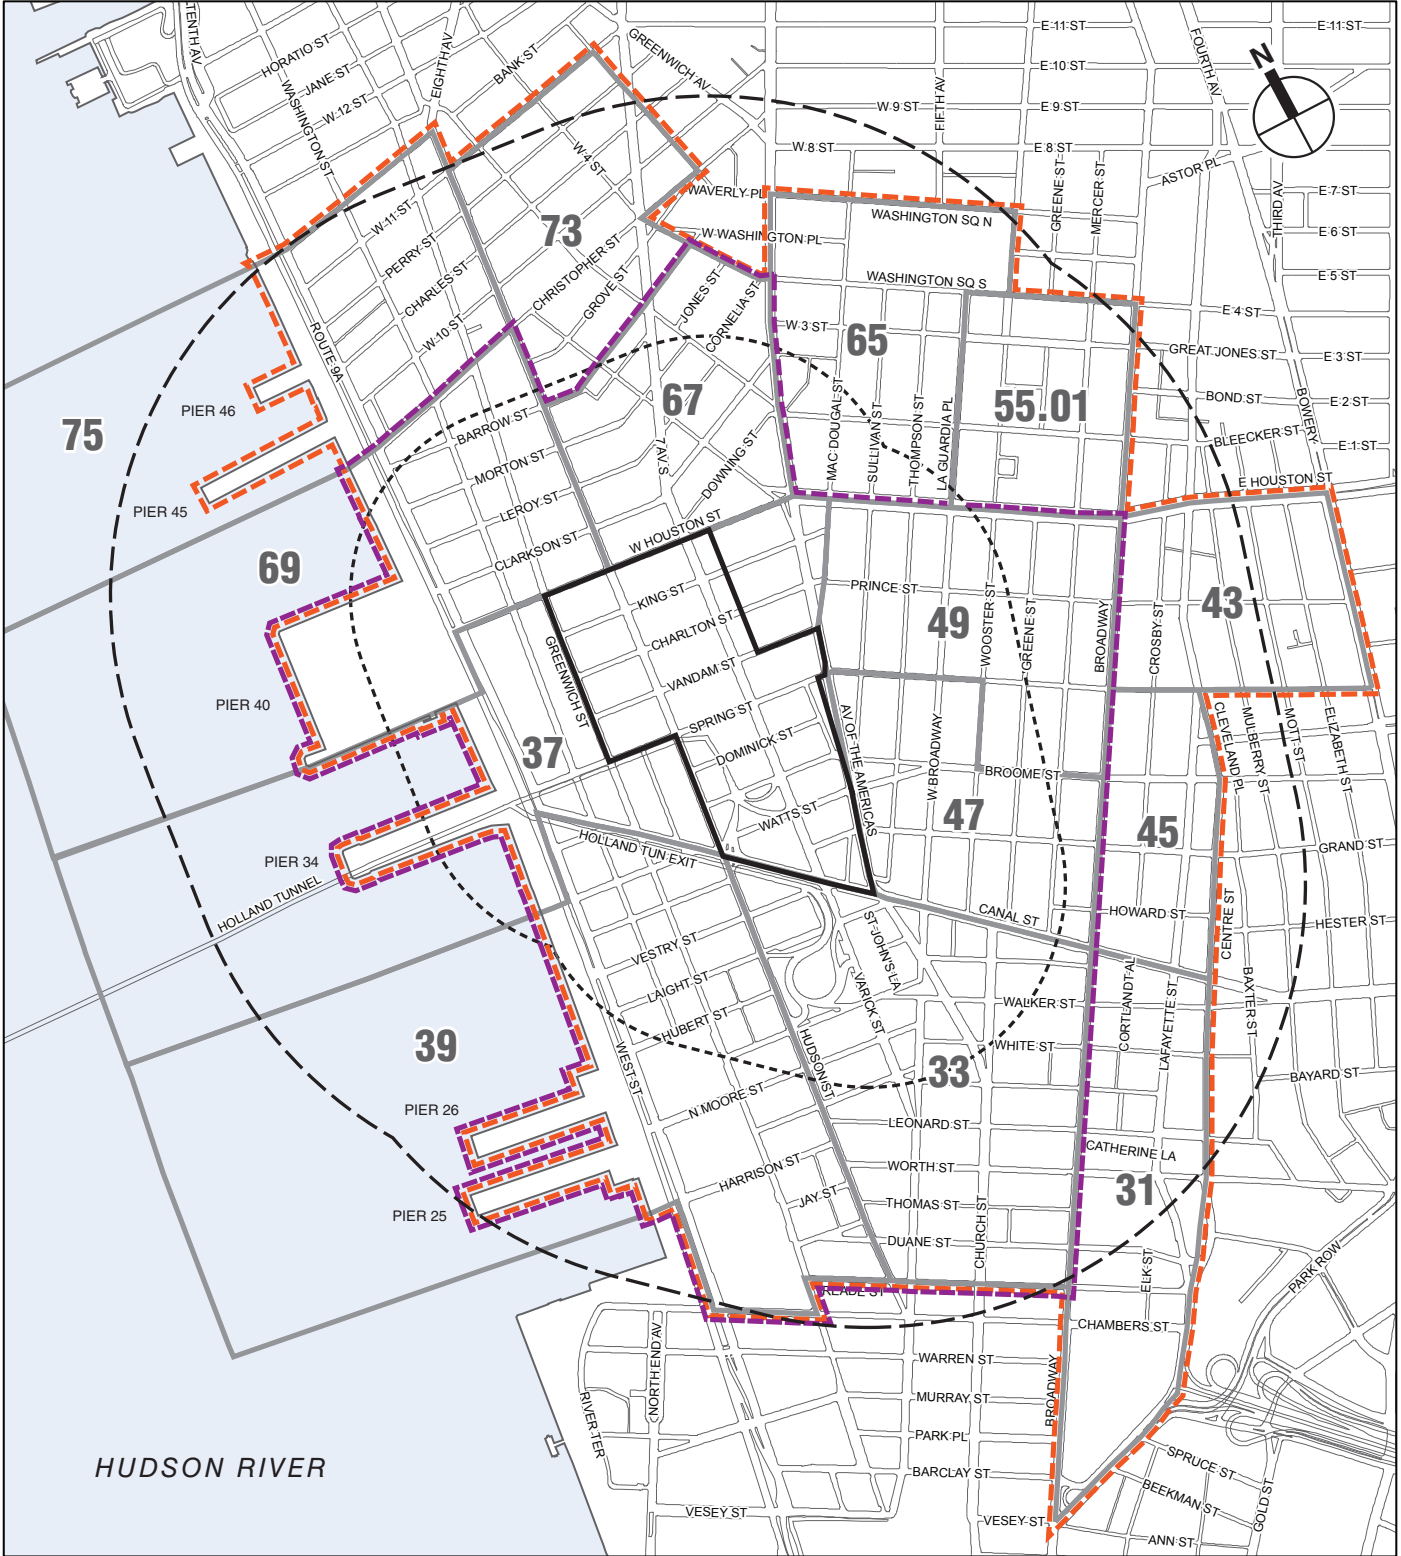 TENTH AV
HORATIO ST
JANE ST
W 12 ST
WASHINGTON ST
EIGHTH AV
BANK ST
GREENWICH AV
W 4 ST
W 9 ST
FIFTH AV
W 8 ST
E 11 ST
E 11 ST
E 10 ST
E 9 ST
E 8 ST
FOURTH AV
N
ASTOR PL
THIRD AV
E 7 ST
E 6 ST
E 5 ST
GREENE ST
MERCER ST
WAVERLY PL
W WASHINGTON PL
WASHINGTON SQ N
WASHINGTON SQ S
73
W 11 ST
PERRY ST
CHARLES ST
W 10 ST
CHRISTOPHER ST
GROVE ST
JONES ST
CORNELIA ST
W 3 ST
65
E 4 ST
GREAT JONES ST
E 3 ST
BOND ST
BOWERY
E 2 ST
BLEECKER ST
E 1 ST
E HOUSTON ST
ROUTE 9A
75
PIER 46
PIER 45
67
55.01
MAC DOUGAL ST
SULLIVAN ST
THOMPSON ST
LA GUARDIA PL
BARROW ST
MORTON ST
LEROY ST
CLARKSON ST
7 AV S
DOWNING ST
W HOUSTON ST
69
PIER 40
KING ST
CHARLTON ST
VANDAM ST
SPRING ST
DOMINICK ST
WATTS ST
GREENWICH ST
37
PRINCE ST
49
WOOSTER ST
GREENE ST
BROADWAY
CROSBY ST
43
AV OF THE AMERICAS
W BROADWAY
BROOME ST
47
45
CLEVELAND PL
MULBERRY ST
MOTT ST
ELIZABETH ST
GRAND ST
HESTER ST
CENTRE ST
HOWARD ST
CANAL ST
PIER 34
HOLLAND TUNNEL
HOLLAND TUN EXIT
VESTRY ST
LAIGHT ST
HUBERT ST
ST JOHN'S LA
VARICK ST
WALKER ST
WHITE ST
CORTLANDT AL
LAFAYETTE ST
BAXTER ST
BAYARD ST
39
WEST ST
N MOORE ST
HUDSON ST
33
LEONARD ST
CATHERINE LA
PIER 26
PIER 25
HARRISON ST
JAY ST
WORTH ST
THOMAS ST
DUANE ST
CHURCH ST
31
READE ST
ELK ST
PARK ROW
CHAMBERS ST
NORTH END AV
RIVER TER
WARREN ST
MURRAY ST
PARK PL
BARCLAY ST
VESEY ST
VESEY ST
BROADWAY
SPRUCE ST
BEEKMAN ST
GOLD ST
ANN ST
HUDSON RIVER